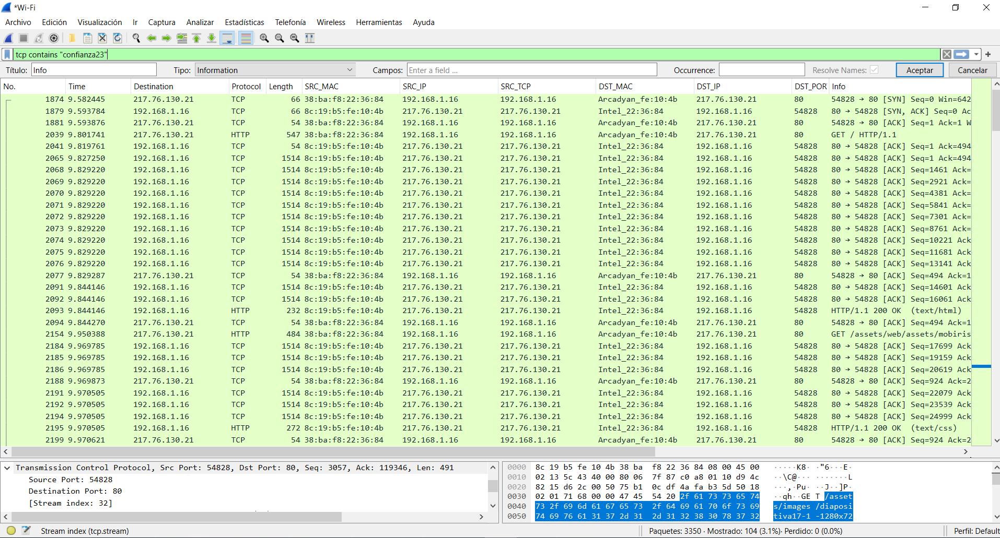 *Wi-Fi
Archivo Edición Visualización Ir Captura Analizar Estadísticas Telefonía Wireless Herramientas Ayuda
tcp contains "confianza23"
Título: Info Tipo: Information Campos: Enter a field ... Occurrence: Resolve Names: Aceptar Cancelar
No. Time Destination Protocol Length SRC_MAC SRC_IP SRC_TCP DST_MAC DST_IP DST_POR Info
1874 9.582445 217.76.130.21 TCP 66 38:ba:f8:22:36:84 192.168.1.16 192.168.1.16 Arcadyan_fe:10:4b 217.76.130.21 80 54828 → 80 [SYN] Seq=0 Win=642
1879 9.593784 192.168.1.16 TCP 66 8c:19:b5:fe:10:4b 217.76.130.21 217.76.130.21 Intel_22:36:84 192.168.1.16 54828 80 → 54828 [SYN, ACK] Seq=0 Ac
1881 9.593876 217.76.130.21 TCP 54 38:ba:f8:22:36:84 192.168.1.16 192.168.1.16 Arcadyan_fe:10:4b 217.76.130.21 80 54828 → 80 [ACK] Seq=1 Ack=1 W
2039 9.801741 217.76.130.21 HTTP 547 38:ba:f8:22:36:84 192.168.1.16 192.168.1.16 Arcadyan_fe:10:4b 217.76.130.21 80 GET / HTTP/1.1
2041 9.819761 192.168.1.16 TCP 54 8c:19:b5:fe:10:4b 217.76.130.21 217.76.130.21 Intel_22:36:84 192.168.1.16 54828 80 → 54828 [ACK] Seq=1 Ack=494
2065 9.827250 192.168.1.16 TCP 1514 8c:19:b5:fe:10:4b 217.76.130.21 217.76.130.21 Intel_22:36:84 192.168.1.16 54828 80 → 54828 [ACK] Seq=1 Ack=494
2068 9.829220 192.168.1.16 TCP 1514 8c:19:b5:fe:10:4b 217.76.130.21 217.76.130.21 Intel_22:36:84 192.168.1.16 54828 80 → 54828 [ACK] Seq=1461 Ack=
2069 9.829220 192.168.1.16 TCP 1514 8c:19:b5:fe:10:4b 217.76.130.21 217.76.130.21 Intel_22:36:84 192.168.1.16 54828 80 → 54828 [ACK] Seq=2921 Ack=
2070 9.829220 192.168.1.16 TCP 1514 8c:19:b5:fe:10:4b 217.76.130.21 217.76.130.21 Intel_22:36:84 192.168.1.16 54828 80 → 54828 [ACK] Seq=4381 Ack=
2071 9.829220 192.168.1.16 TCP 1514 8c:19:b5:fe:10:4b 217.76.130.21 217.76.130.21 Intel_22:36:84 192.168.1.16 54828 80 → 54828 [ACK] Seq=5841 Ack=
2072 9.829220 192.168.1.16 TCP 1514 8c:19:b5:fe:10:4b 217.76.130.21 217.76.130.21 Intel_22:36:84 192.168.1.16 54828 80 → 54828 [ACK] Seq=7301 Ack=
2073 9.829220 192.168.1.16 TCP 1514 8c:19:b5:fe:10:4b 217.76.130.21 217.76.130.21 Intel_22:36:84 192.168.1.16 54828 80 → 54828 [ACK] Seq=8761 Ack=
2074 9.829220 192.168.1.16 TCP 1514 8c:19:b5:fe:10:4b 217.76.130.21 217.76.130.21 Intel_22:36:84 192.168.1.16 54828 80 → 54828 [ACK] Seq=10221 Ack
2075 9.829220 192.168.1.16 TCP 1514 8c:19:b5:fe:10:4b 217.76.130.21 217.76.130.21 Intel_22:36:84 192.168.1.16 54828 80 → 54828 [ACK] Seq=11681 Ack
2076 9.829220 192.168.1.16 TCP 1514 8c:19:b5:fe:10:4b 217.76.130.21 217.76.130.21 Intel_22:36:84 192.168.1.16 54828 80 → 54828 [ACK] Seq=13141 Ack
2077 9.829287 217.76.130.21 TCP 54 38:ba:f8:22:36:84 192.168.1.16 192.168.1.16 Arcadyan_fe:10:4b 217.76.130.21 80 54828 → 80 [ACK] Seq=494 Ack=1
2091 9.844146 192.168.1.16 TCP 1514 8c:19:b5:fe:10:4b 217.76.130.21 217.76.130.21 Intel_22:36:84 192.168.1.16 54828 80 → 54828 [ACK] Seq=14601 Ack
2092 9.844146 192.168.1.16 TCP 1514 8c:19:b5:fe:10:4b 217.76.130.21 217.76.130.21 Intel_22:36:84 192.168.1.16 54828 80 → 54828 [ACK] Seq=16061 Ack
2093 9.844146 192.168.1.16 HTTP 232 8c:19:b5:fe:10:4b 217.76.130.21 217.76.130.21 Intel_22:36:84 192.168.1.16 54828 HTTP/1.1 200 OK (text/html)
2094 9.844270 217.76.130.21 TCP 54 38:ba:f8:22:36:84 192.168.1.16 192.168.1.16 Arcadyan_fe:10:4b 217.76.130.21 80 54828 → 80 [ACK] Seq=494 Ack=1
2154 9.950388 217.76.130.21 HTTP 484 38:ba:f8:22:36:84 192.168.1.16 192.168.1.16 Arcadyan_fe:10:4b 217.76.130.21 80 GET /assets/web/assets/mobiris
2184 9.969785 192.168.1.16 TCP 1514 8c:19:b5:fe:10:4b 217.76.130.21 217.76.130.21 Intel_22:36:84 192.168.1.16 54828 80 → 54828 [ACK] Seq=17699 Ack
2185 9.969785 192.168.1.16 TCP 1514 8c:19:b5:fe:10:4b 217.76.130.21 217.76.130.21 Intel_22:36:84 192.168.1.16 54828 80 → 54828 [ACK] Seq=19159 Ack
2186 9.969785 192.168.1.16 TCP 1514 8c:19:b5:fe:10:4b 217.76.130.21 217.76.130.21 Intel_22:36:84 192.168.1.16 54828 80 → 54828 [ACK] Seq=20619 Ack
2188 9.969873 217.76.130.21 TCP 54 38:ba:f8:22:36:84 192.168.1.16 192.168.1.16 Arcadyan_fe:10:4b 217.76.130.21 80 54828 → 80 [ACK] Seq=924 Ack=2
2191 9.970505 192.168.1.16 TCP 1514 8c:19:b5:fe:10:4b 217.76.130.21 217.76.130.21 Intel_22:36:84 192.168.1.16 54828 80 → 54828 [ACK] Seq=22079 Ack
2192 9.970505 192.168.1.16 TCP 1514 8c:19:b5:fe:10:4b 217.76.130.21 217.76.130.21 Intel_22:36:84 192.168.1.16 54828 80 → 54828 [ACK] Seq=23539 Ack
2194 9.970505 192.168.1.16 TCP 1514 8c:19:b5:fe:10:4b 217.76.130.21 217.76.130.21 Intel_22:36:84 192.168.1.16 54828 80 → 54828 [ACK] Seq=24999 Ack
2195 9.970505 192.168.1.16 HTTP 272 8c:19:b5:fe:10:4b 217.76.130.21 217.76.130.21 Intel_22:36:84 192.168.1.16 54828 HTTP/1.1 200 OK (text/css)
2199 9.970621 217.76.130.21 TCP 54 38:ba:f8:22:36:84 192.168.1.16 192.168.1.16 Arcadyan_fe:10:4b 217.76.130.21 80 54828 → 80 [ACK] Seq=924 Ack=2
Transmission Control Protocol, Src Port: 54828, Dst Port: 80, Seq: 3057, Ack: 119346, Len: 491
Source Port: 54828
Destination Port: 80
[Stream index: 32]
0000 8c 19 b5 fe 10 4b 38 ba f8 22 36 84 08 00 45 00 ·····K8· ·"6···E·
0010 02 13 5c 43 40 00 80 06 7f 87 c0 a8 01 10 d9 4c ··\C@··· ·······L
0020 82 15 d6 2c 00 50 75 b1 0c df 4a fa b3 5d 50 18 ···,·Pu· ··J··]P·
0030 02 01 71 68 00 00 47 45 54 20 2f 61 73 73 65 74 ··qh··GE T /asset
0040 73 2f 69 6d 61 67 65 73 2f 64 69 61 70 6f 73 69 s/images /diaposi
0050 74 69 76 61 31 37 2d 31 2d 31 32 38 30 78 37 32 tiva17-1 -1280x72
Stream index (tcp.stream) Paquetes: 3350 · Mostrado: 104 (3.1%)· Perdido: 0 (0.0%) Perfil: Default